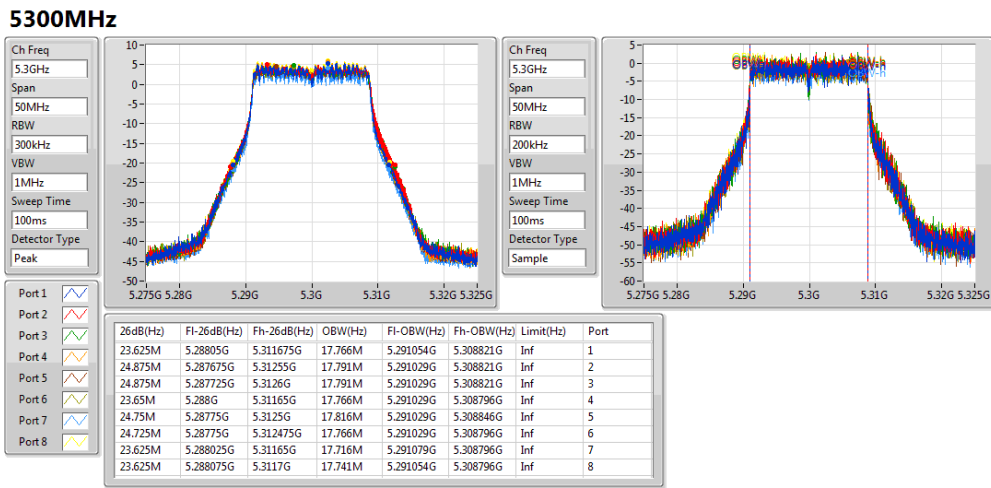 5300MHz
Ch Freq
5.3GHz
Span
50MHz
RBW
300kHz
VBW
1MHz
Sweep Time
100ms
Detector Type
Peak
10
5
0
-5
-10
-15
-20
-25
-30
-35
-40
-45
-50
5.275G 5.28G 5.29G 5.3G 5.31G 5.32G 5.325G
Ch Freq
5.3GHz
Span
50MHz
RBW
200kHz
VBW
1MHz
Sweep Time
100ms
Detector Type
Sample
5
0
-5
-10
-15
-20
-25
-30
-35
-40
-45
-50
-55
-60
5.275G 5.28G 5.29G 5.3G 5.31G 5.32G 5.325G
Port 1
Port 2
Port 3
Port 4
Port 5
Port 6
Port 7
Port 8
26dB(Hz) Fl-26dB(Hz) Fh-26dB(Hz) OBW(Hz) Fl-OBW(Hz) Fh-OBW(Hz) Limit(Hz) Port
23.625M 5.28805G 5.311675G 17.766M 5.291054G 5.308821G Inf 1
24.875M 5.287675G 5.31255G 17.791M 5.291029G 5.308821G Inf 2
24.875M 5.287725G 5.3126G 17.791M 5.291029G 5.308821G Inf 3
23.65M 5.288G 5.31165G 17.766M 5.291029G 5.308796G Inf 4
24.75M 5.28775G 5.3125G 17.816M 5.291029G 5.308846G Inf 5
24.725M 5.28775G 5.312475G 17.766M 5.291029G 5.308796G Inf 6
23.625M 5.288025G 5.31165G 17.716M 5.291079G 5.308796G Inf 7
23.625M 5.288075G 5.3117G 17.741M 5.291054G 5.308796G Inf 8